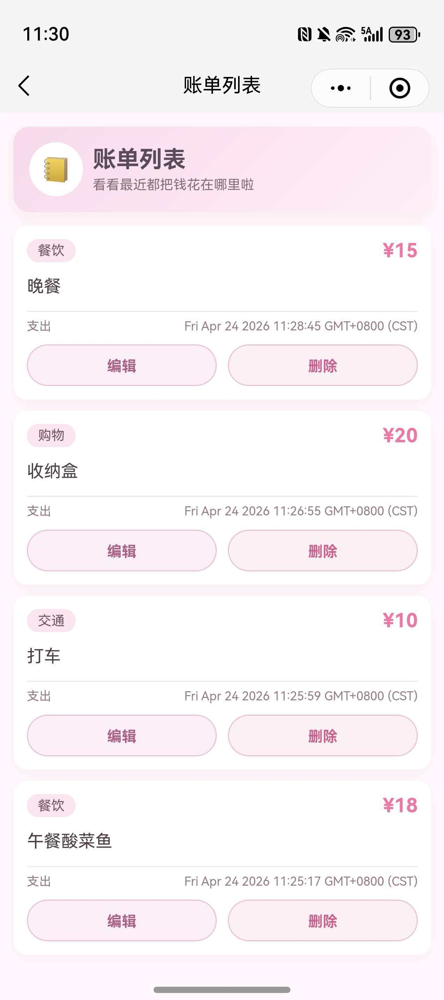 11:30
5A
93
账单列表
账单列表
看看最近都把钱花在哪里啦
餐饮
¥15
晚餐
支出
Fri Apr 24 2026 11:28:45 GMT+0800 (CST)
编辑
删除
购物
¥20
收纳盒
支出
Fri Apr 24 2026 11:26:55 GMT+0800 (CST)
编辑
删除
交通
¥10
打车
支出
Fri Apr 24 2026 11:25:59 GMT+0800 (CST)
编辑
删除
餐饮
¥18
午餐酸菜鱼
支出
Fri Apr 24 2026 11:25:17 GMT+0800 (CST)
编辑
删除